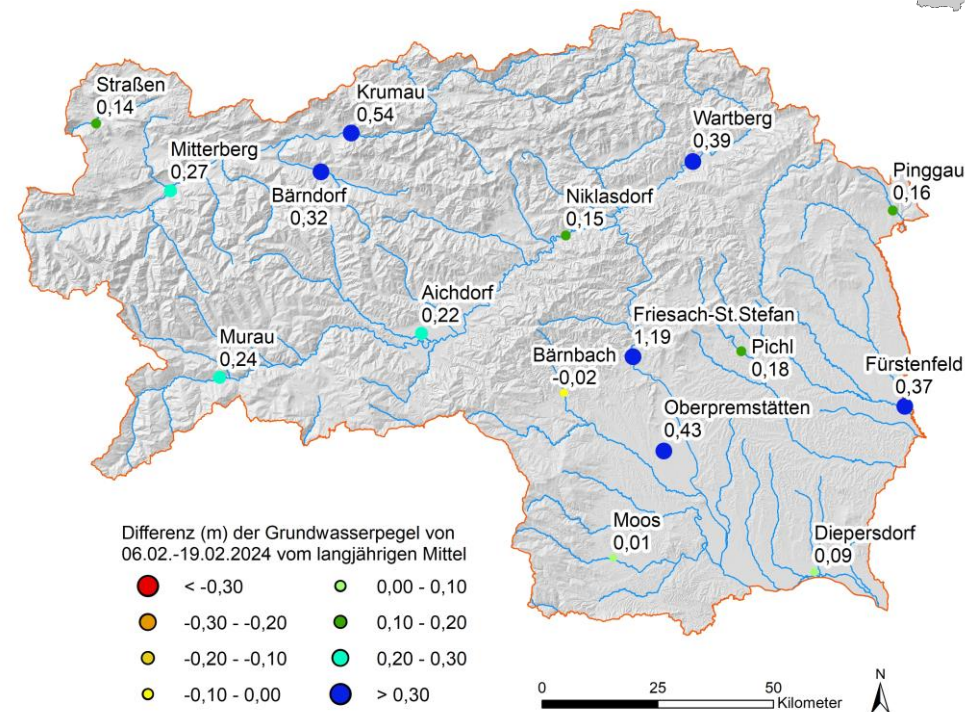 Straßen
0,14
Krumau
0,54
Wartberg
0,39
Mitterberg
0,27
Bärndorf
0,32
Niklasdorf
0,15
Pinggau
0,16
Aichdorf
0,22
Murau
0,24
Friesach-St.Stefan
1,19
Bärnbach
-0,02
Pichl
0,18
Fürstenfeld
0,37
Oberpremstätten
0,43
Moos
0,01
Diepersdorf
0,09
Differenz (m) der Grundwasserpegel von
06.02.-19.02.2024 vom langjährigen Mittel
< -0,30
-0,30 - -0,20
-0,20 - -0,10
-0,10 - 0,00
0,00 - 0,10
0,10 - 0,20
0,20 - 0,30
> 0,30
0 25 50
Kilometer
N